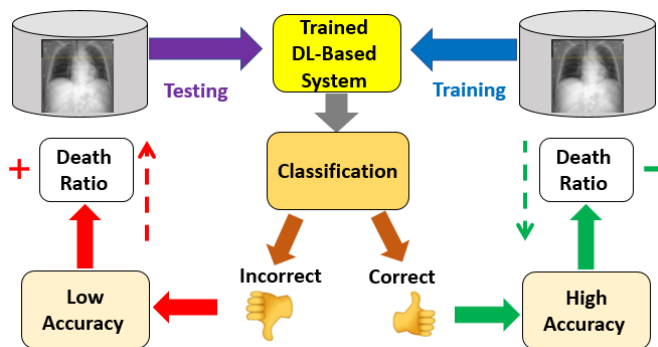 Trained
DL-Based
System
Testing
Training
Classification
+
Death
Ratio
Death
Ratio
-
Incorrect
Correct
Low
Accuracy
High
Accuracy